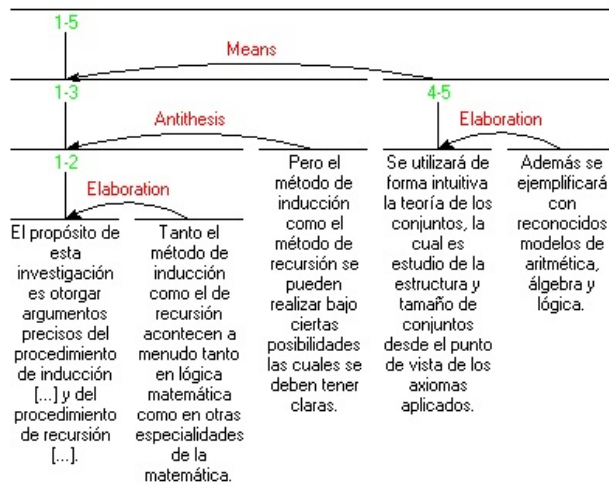 1-5
Means
1-3
4-5
Antithesis
Elaboration
1-2
Elaboration
El propósito de
esta
investigación
es otorgar
argumentos
precisos del
procedimiento
de inducción
[...] y del
procedimiento
de recursión
[...].
Tanto el
método de
inducción
como el de
recursión
acontecen a
menudo tanto
en lógica
matemática
como en otras
especialidades
de la
matemática.
Pero el
método de
inducción
como el
método de
recursión se
pueden
realizar bajo
ciertas
posibilidades
las cuales se
deben tener
claras.
Se utilizará de
forma intuitiva
la teoría de los
conjuntos, la
cual es
estudio de la
estructura y
tamaño de
conjuntos
desde el punto
de vista de los
axiomas
aplicados.
Además se
ejemplificará
con
reconocidos
modelos de
aritmética,
álgebra y
lógica.